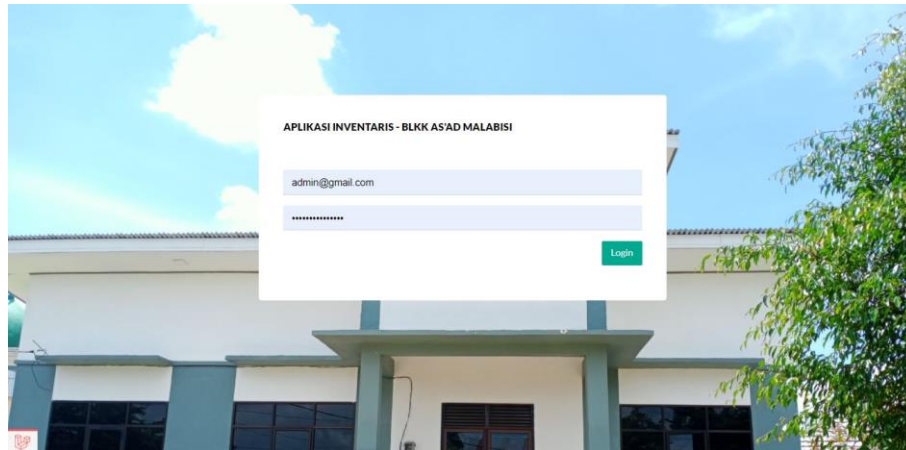 APLIKASI INVENTARIS - BLKK AS'AD MALABISI
admin@gmail.com
•••••••••••••••
Login